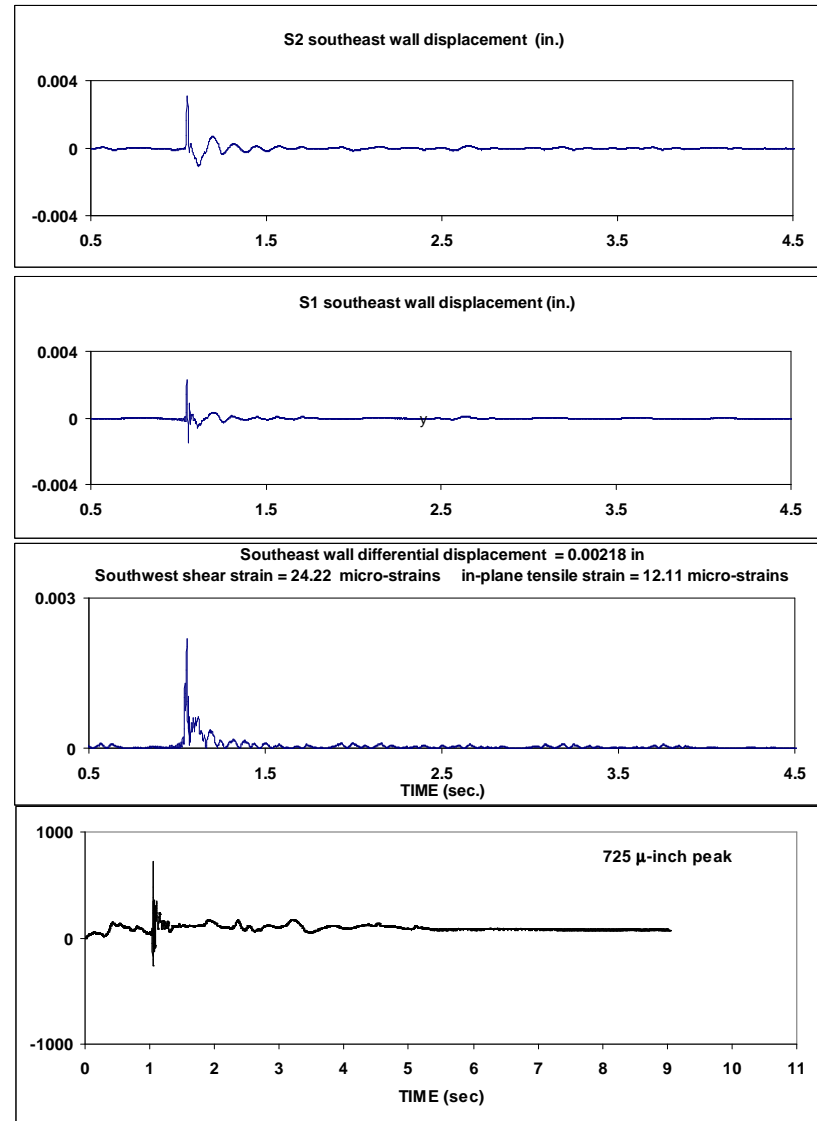 S2 southeast wall displacement (in.)
0.004
0
-0.004
0.5 1.5 2.5 3.5 4.5
S1 southeast wall displacement (in.)
0.004
0
y
-0.004
0.5 1.5 2.5 3.5 4.5
Southeast wall differential displacement = 0.00218 in
Southwest shear strain = 24.22 micro-strains in-plane tensile strain = 12.11 micro-strains
0.003
0
0.5 1.5 2.5 3.5 4.5
TIME (sec.)
1000
725 μ-inch peak
0
-1000
0 1 2 3 4 5 6 7 8 9 10 11
TIME (sec)